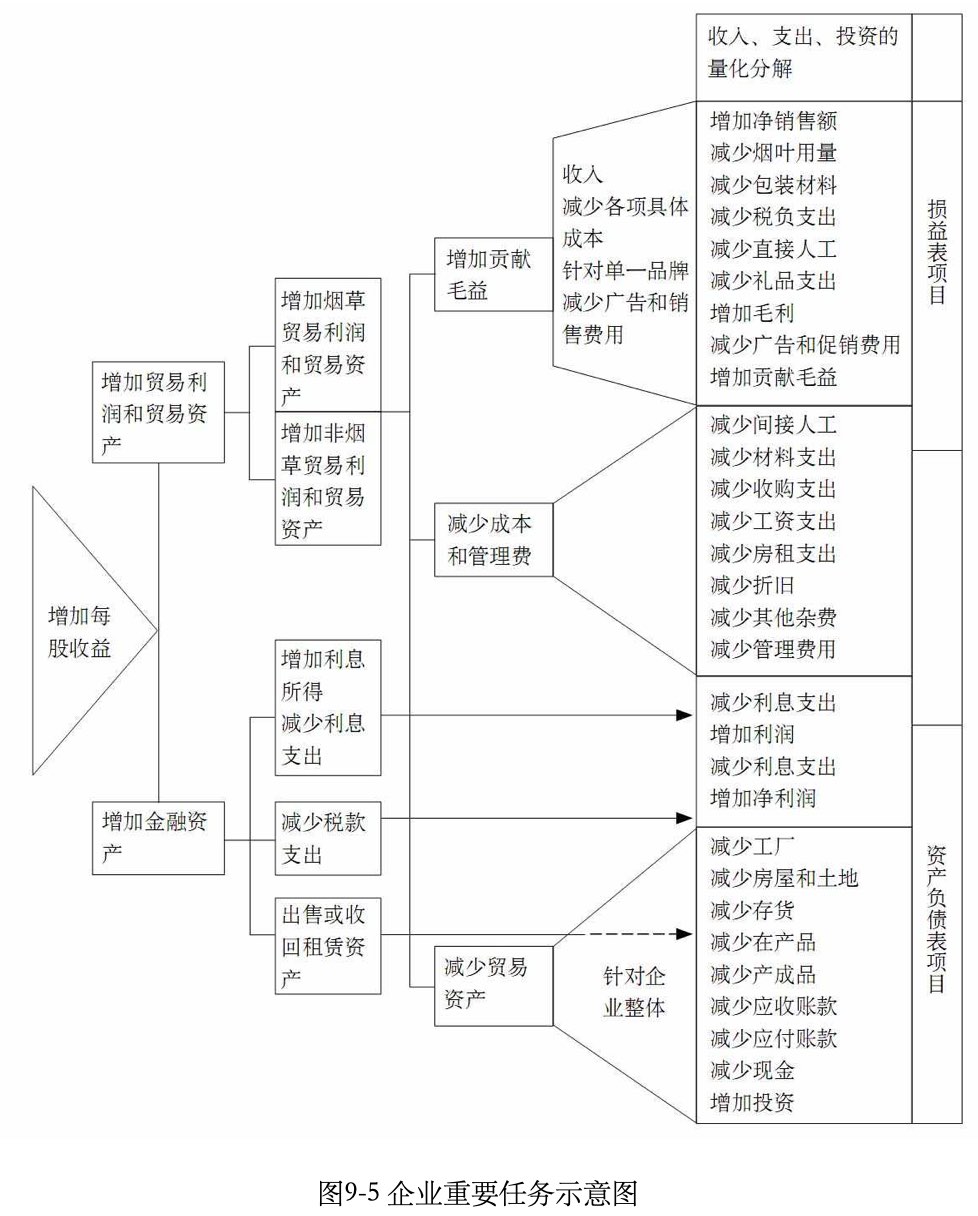 收入、支出、投资的
量化分解
增加每
股收益
增加贸易利
润和贸易资
产
增加金融资
产
增加烟草
贸易利润
和贸易资
产
增加非烟
草贸易利
润和贸易
资产
增加利息
所得
减少利息
支出
减少税款
支出
出售或收
回租赁资
产
增加贡献
毛益
减少成本
和管理费
减少贸易
资产
收入
减少各项具体
成本
针对单一品牌
减少广告和销
售费用
针对企
业整体
增加净销售额
减少烟叶用量
减少包装材料
减少税负支出
减少直接人工
减少礼品支出
增加毛利
减少广告和促销费用
增加贡献毛益
减少间接人工
减少材料支出
减少收购支出
减少工资支出
减少房租支出
减少折旧
减少其他杂费
减少管理费用
减少利息支出
增加利润
减少利息支出
增加净利润
减少工厂
减少房屋和土地
减少存货
减少在产品
减少产成品
减少应收账款
减少应付账款
减少现金
增加投资
损益表项目
资产负债表项目
图9-5 企业重要任务示意图